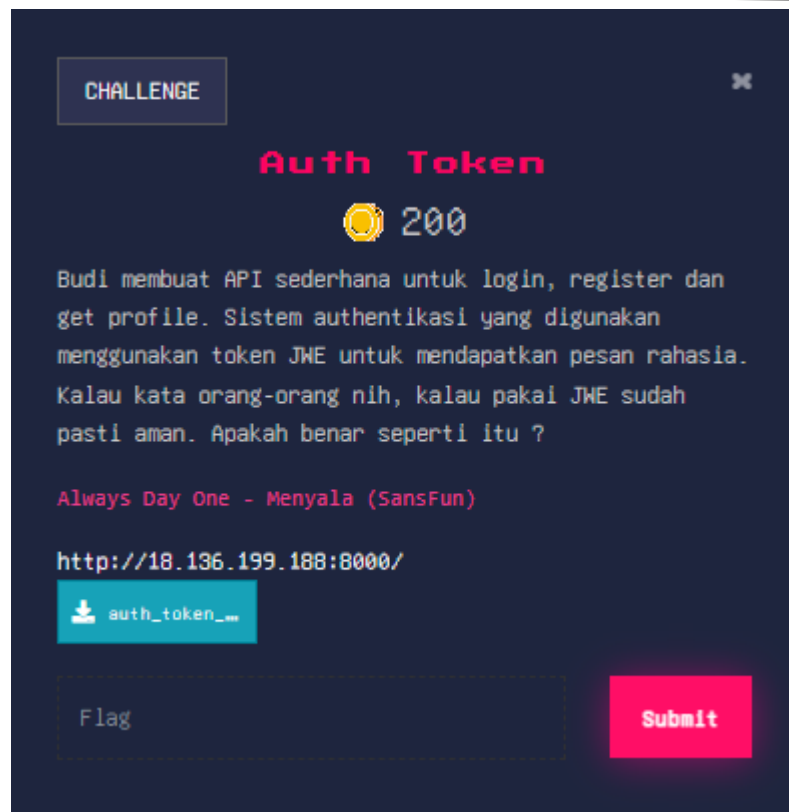 CHALLENGE
✖
Auth Token
200
Budi membuat API sederhana untuk login, register dan
get profile. Sistem authentikasi yang digunakan
menggunakan token JWE untuk mendapatkan pesan rahasia.
Kalau kata orang-orang nih, kalau pakai JWE sudah
pasti aman. Apakah benar seperti itu ?
Always Day One - Menyala (SansFun)
http://18.136.199.188:8000/
auth_token_…
Flag
Submit